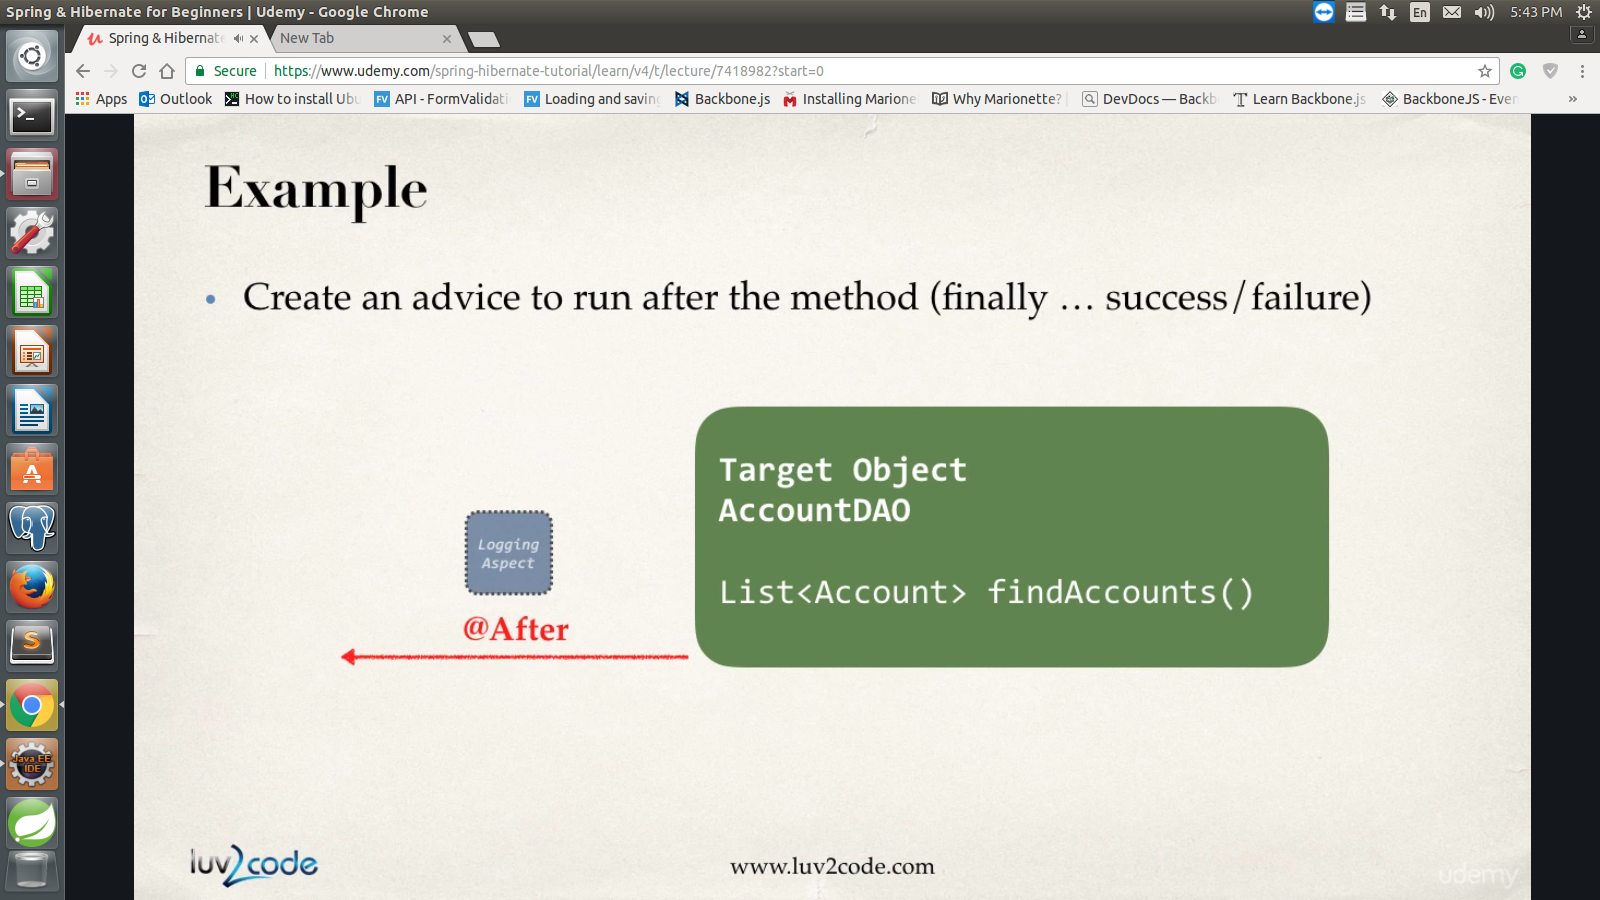 Spring & Hibernate for Beginners | Udemy - Google Chrome
En
5:43 PM
Spring & Hibernate
New Tab
Secure
https://www.udemy.com/spring-hibernate-tutorial/learn/v4/t/lecture/7418982?start=0
Apps
Outlook
How to install Ubu
FV API - FormValidati
FV Loading and saving
Backbone.js
Installing Marione
Why Marionette?
DevDocs — Backb
Learn Backbone.js
BackboneJS - Even
»
Example
• Create an advice to run after the method (finally … success/failure)
Target Object
AccountDAO
List<Account> findAccounts()
Logging
Aspect
@After
Java EE
IDE
luv2code
www.luv2code.com
udemy